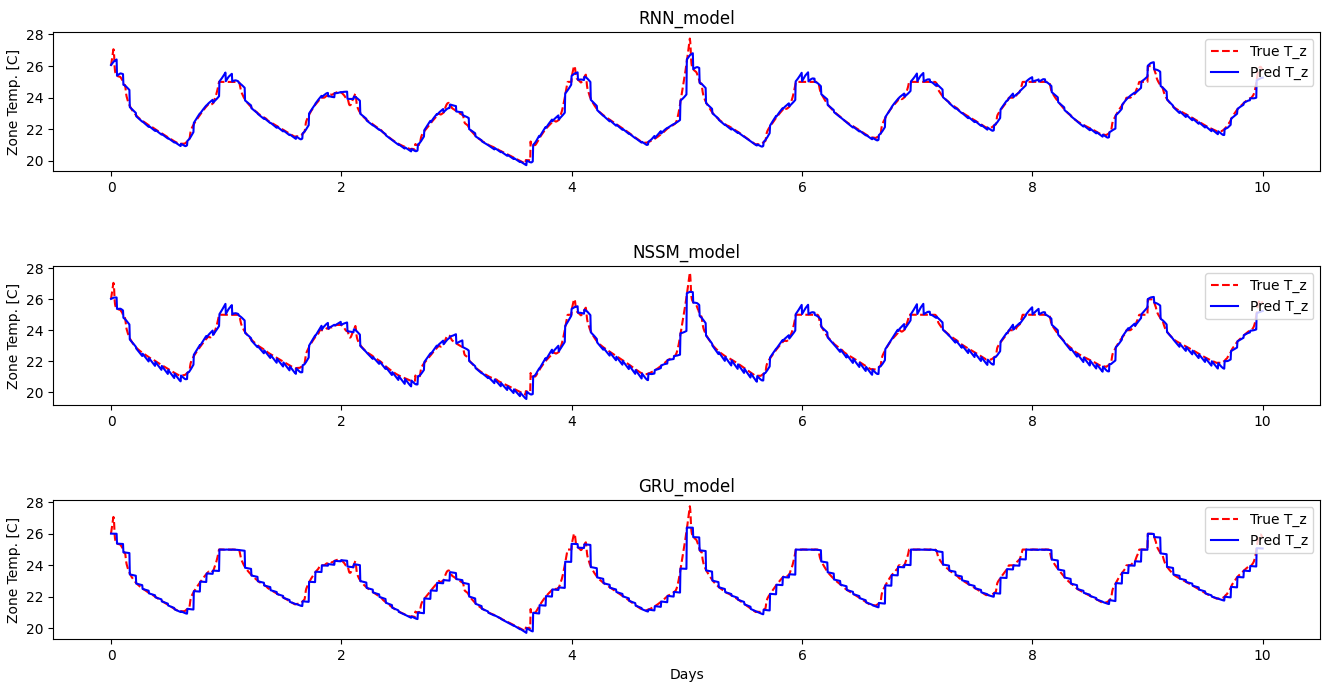 RNN_model
Zone Temp. [C]
28
26
24
22
20
True T_z
Pred T_z
0 2 4 6 8 10
NSSM_model
Zone Temp. [C]
28
26
24
22
20
True T_z
Pred T_z
0 2 4 6 8 10
GRU_model
Zone Temp. [C]
28
26
24
22
20
True T_z
Pred T_z
0 2 4 6 8 10
Days